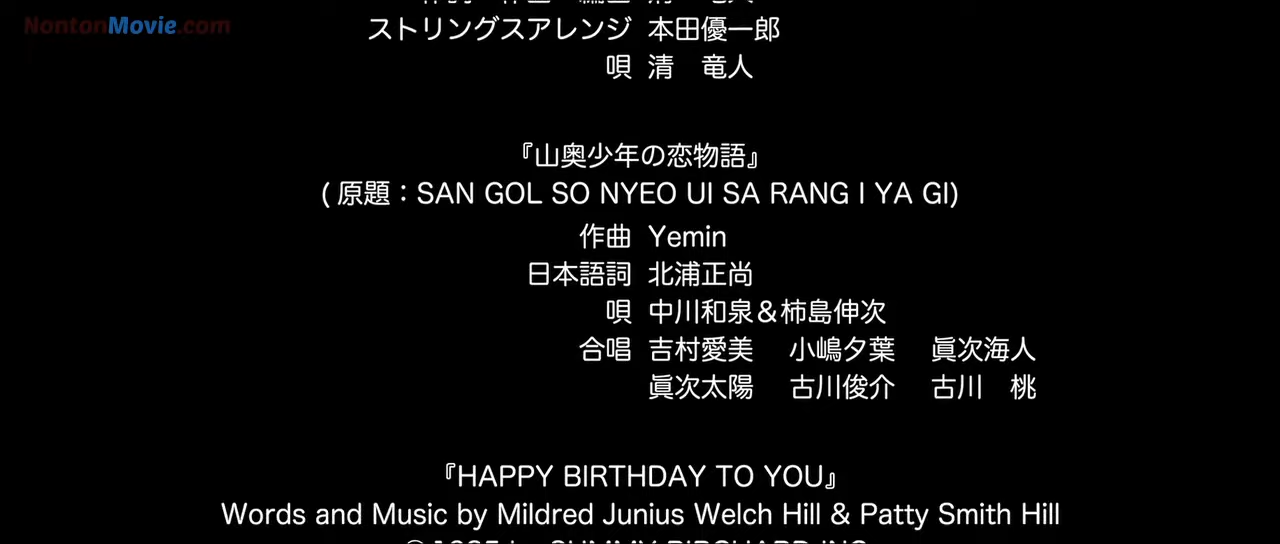 NontonMovie.com
ストリングスアレンジ 本田優一郎
唄 清　竜人
『山奥少年の恋物語』
( 原題：SAN GOL SO NYEO UI SA RANG I YA GI)
作曲 Yemin
日本語詞 北浦正尚
唄 中川和泉＆柿島伸次
合唱 吉村愛美　小嶋夕葉　眞次海人
眞次太陽　古川俊介　古川　桃
『HAPPY BIRTHDAY TO YOU』
Words and Music by Mildred Junius Welch Hill & Patty Smith Hill